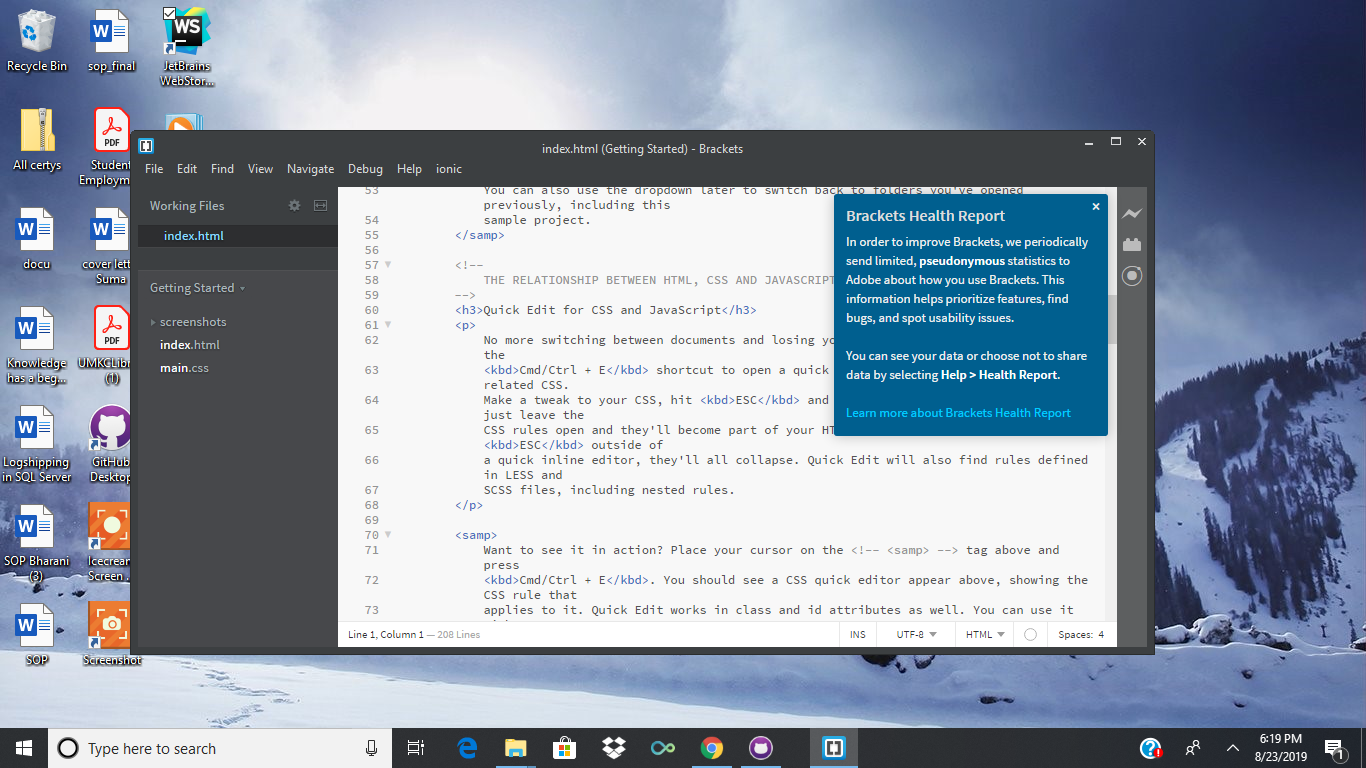 Recycle Bin
sop_final
WS
JetBrains
WebStor...
All certys
PDF
Student
Employm...
docu
cover lett
Suma
Knowledge
has a beg...
PDF
UMKCLibr
(1)
Logshipping
in SQL Server
GitHub
Desktop
SOP Bharani
(3)
Icecream
Screen ...
SOP
Screenshot
index.html (Getting Started) - Brackets
File Edit Find View Navigate Debug Help ionic
Working Files
index.html
Getting Started
screenshots
index.html
main.css
53 You can also use the dropdown later to switch back to folders you've opened
previously, including this
54 sample project.
55 </samp>
56
57 <!--
58 THE RELATIONSHIP BETWEEN HTML, CSS AND JAVASCRIPT
59 -->
60 <h3>Quick Edit for CSS and JavaScript</h3>
61 <p>
62 No more switching between documents and losing yo
the
63 <kbd>Cmd/Ctrl + E</kbd> shortcut to open a quick
related CSS.
64 Make a tweak to your CSS, hit <kbd>ESC</kbd> and
just leave the
65 CSS rules open and they'll become part of your HT
<kbd>ESC</kbd> outside of
66 a quick inline editor, they'll all collapse. Quick Edit will also find rules defined
in LESS and
67 SCSS files, including nested rules.
68 </p>
69
70 <samp>
71 Want to see it in action? Place your cursor on the <!-- <samp> --> tag above and
press
72 <kbd>Cmd/Ctrl + E</kbd>. You should see a CSS quick editor appear above, showing the
CSS rule that
73 applies to it. Quick Edit works in class and id attributes as well. You can use it
Brackets Health Report
In order to improve Brackets, we periodically
send limited, pseudonymous statistics to
Adobe about how you use Brackets. This
information helps prioritize features, find
bugs, and spot usability issues.
You can see your data or choose not to share
data by selecting Help > Health Report.
Learn more about Brackets Health Report
Line 1, Column 1 — 208 Lines
INS UTF-8 HTML Spaces: 4
Type here to search
6:19 PM
8/23/2019
1